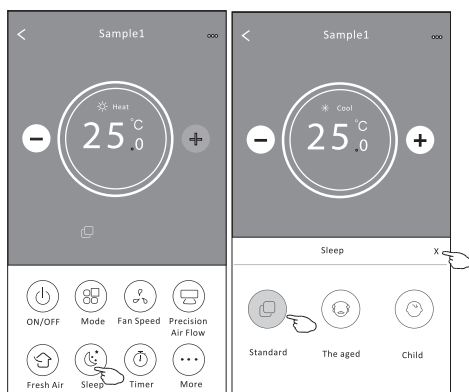 Sample1
Heat
25.0°C
ON/OFF
Mode
Fan Speed
Precision
Air Flow
Fresh Air
Sleep
Timer
More
Sample1
Cool
25.0°C
Sleep
X
Standard
The aged
Child